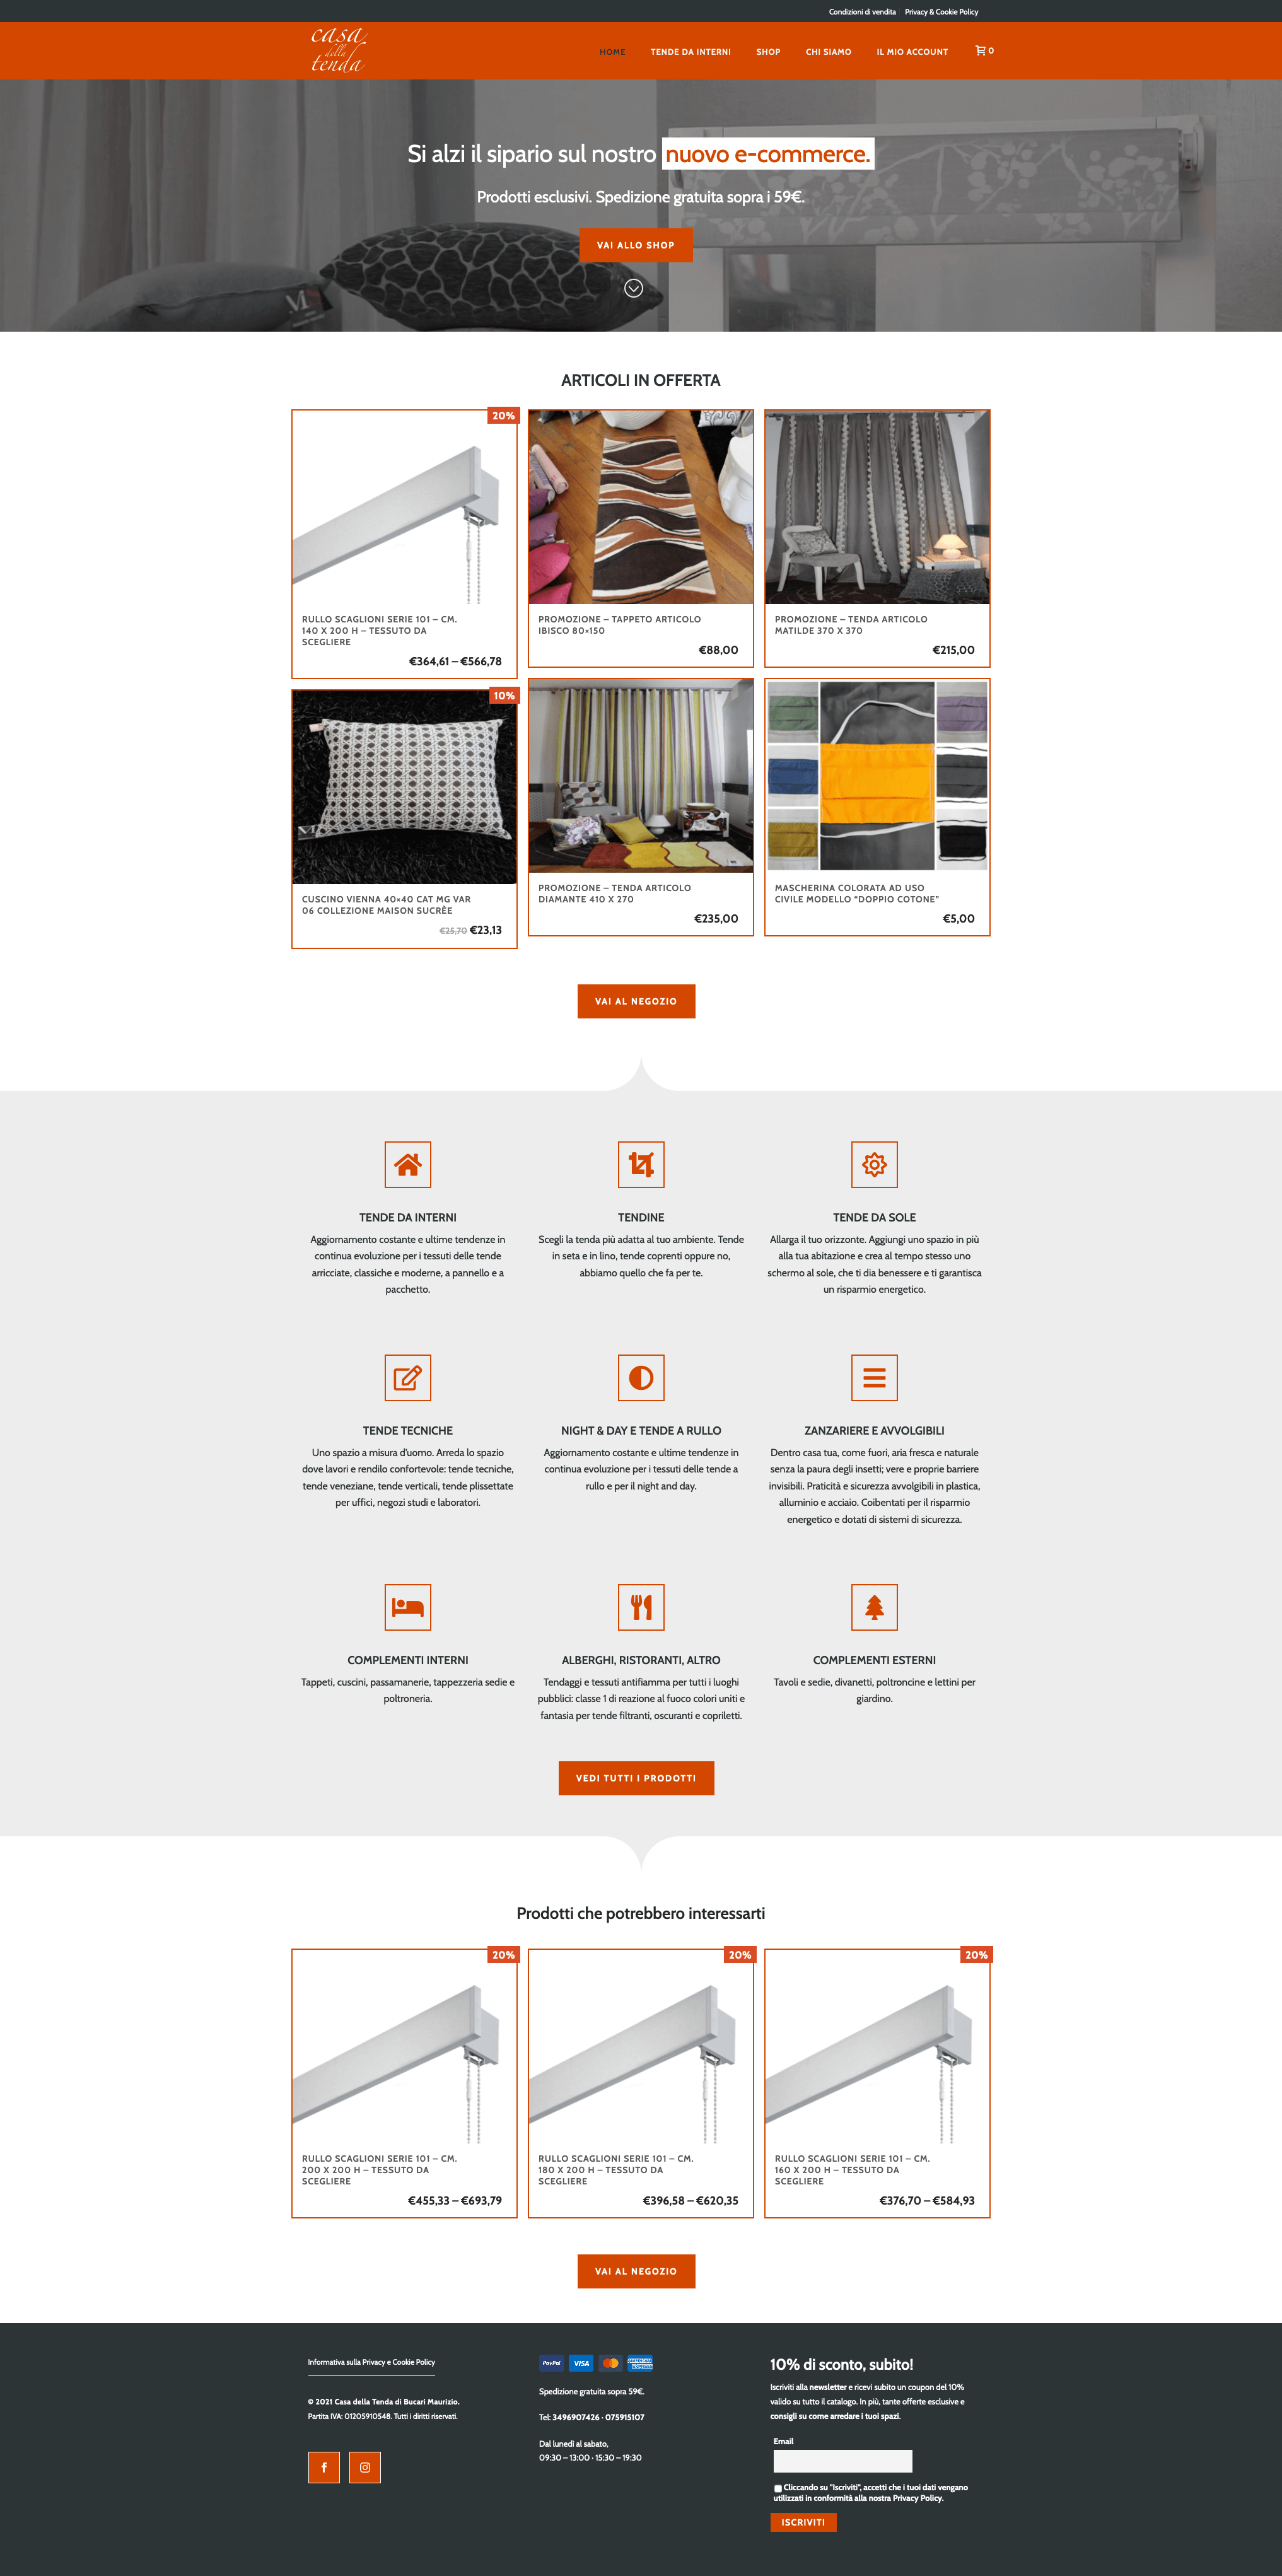 Condizioni di vendita Privacy & Cookie Policy
casa
della
tenda
HOME TENDE DA INTERNI SHOP CHI SIAMO IL MIO ACCOUNT 0
Si alzi il sipario sul nostro nuovo e-commerce.
Prodotti esclusivi. Spedizione gratuita sopra i 59€.
VAI ALLO SHOP
ARTICOLI IN OFFERTA
20%
RULLO SCAGLIONI SERIE 101 – CM.
140 X 200 H – TESSUTO DA
SCEGLIERE
€364,61 – €566,78
PROMOZIONE – TAPPETO ARTICOLO
IBISCO 80×150
€88,00
PROMOZIONE – TENDA ARTICOLO
MATILDE 370 X 370
€215,00
10%
CUSCINO VIENNA 40×40 CAT MG VAR
06 COLLEZIONE MAISON SUCRÈE
€25,70 €23,13
PROMOZIONE – TENDA ARTICOLO
DIAMANTE 410 X 270
€235,00
MASCHERINA COLORATA AD USO
CIVILE MODELLO “DOPPIO COTONE”
€5,00
VAI AL NEGOZIO
TENDE DA INTERNI
Aggiornamento costante e ultime tendenze in
continua evoluzione per i tessuti delle tende
arricciate, classiche e moderne, a pannello e a
pacchetto.
TENDINE
Scegli la tenda più adatta al tuo ambiente. Tende
in seta e in lino, tende coprenti oppure no,
abbiamo quello che fa per te.
TENDE DA SOLE
Allarga il tuo orizzonte. Aggiungi uno spazio in più
alla tua abitazione e crea al tempo stesso uno
schermo al sole, che ti dia benessere e ti garantisca
un risparmio energetico.
TENDE TECNICHE
Uno spazio a misura d'uomo. Arreda lo spazio
dove lavori e rendilo confortevole: tende tecniche,
tende veneziane, tende verticali, tende plissettate
per uffici, negozi studi e laboratori.
NIGHT & DAY E TENDE A RULLO
Aggiornamento costante e ultime tendenze in
continua evoluzione per i tessuti delle tende a
rullo e per il night and day.
ZANZARIERE E AVVOLGIBILI
Dentro casa tua, come fuori, aria fresca e naturale
senza la paura degli insetti; vere e proprie barriere
invisibili. Praticità e sicurezza avvolgibili in plastica,
alluminio e acciaio. Coibentati per il risparmio
energetico e dotati di sistemi di sicurezza.
COMPLEMENTI INTERNI
Tappeti, cuscini, passamanerie, tappezzeria sedie e
poltroneria.
ALBERGHI, RISTORANTI, ALTRO
Tendaggi e tessuti antifiamma per tutti i luoghi
pubblici: classe 1 di reazione al fuoco colori uniti e
fantasia per tende filtranti, oscuranti e copriletti.
COMPLEMENTI ESTERNI
Tavoli e sedie, divanetti, poltroncine e lettini per
giardino.
VEDI TUTTI I PRODOTTI
Prodotti che potrebbero interessarti
20%
RULLO SCAGLIONI SERIE 101 – CM.
200 X 200 H – TESSUTO DA
SCEGLIERE
€455,33 – €693,79
20%
RULLO SCAGLIONI SERIE 101 – CM.
180 X 200 H – TESSUTO DA
SCEGLIERE
€396,58 – €620,35
20%
RULLO SCAGLIONI SERIE 101 – CM.
160 X 200 H – TESSUTO DA
SCEGLIERE
€376,70 – €584,93
VAI AL NEGOZIO
Informativa sulla Privacy e Cookie Policy
© 2021 Casa della Tenda di Bucari Maurizio.
Partita IVA: 01205910548. Tutti i diritti riservati.
PayPal VISA
Spedizione gratuita sopra 59€.
Tel: 3496907426 - 075915107
Dal lunedì al sabato,
09:30 – 13:00 - 15:30 – 19:30
10% di sconto, subito!
Iscriviti alla newsletter e ricevi subito un coupon del 10%
valido su tutto il catalogo. In più, tante offerte esclusive e
consigli su come arredare i tuoi spazi.
Email
Cliccando su "Iscriviti", accetti che i tuoi dati vengano
utilizzati in conformità alla nostra Privacy Policy.
ISCRIVITI